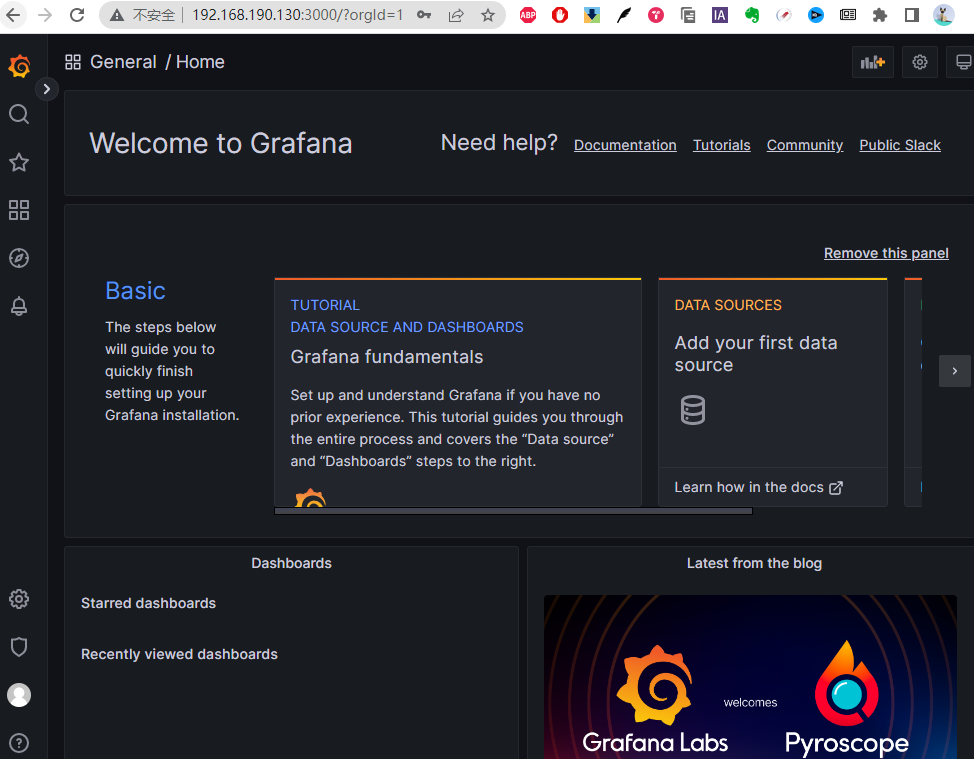 不安全 192.168.190.130:3000/?orgId=1
ABP
IA
General / Home
Welcome to Grafana
Need help? Documentation Tutorials Community Public Slack
Remove this panel
Basic
The steps below
will guide you to
quickly finish
setting up your
Grafana installation.
TUTORIAL
DATA SOURCE AND DASHBOARDS
Grafana fundamentals
Set up and understand Grafana if you have no
prior experience. This tutorial guides you through
the entire process and covers the “Data source”
and “Dashboards” steps to the right.
DATA SOURCES
Add your first data
source
Learn how in the docs
Dashboards
Starred dashboards
Recently viewed dashboards
Latest from the blog
welcomes
Grafana Labs
Pyroscope